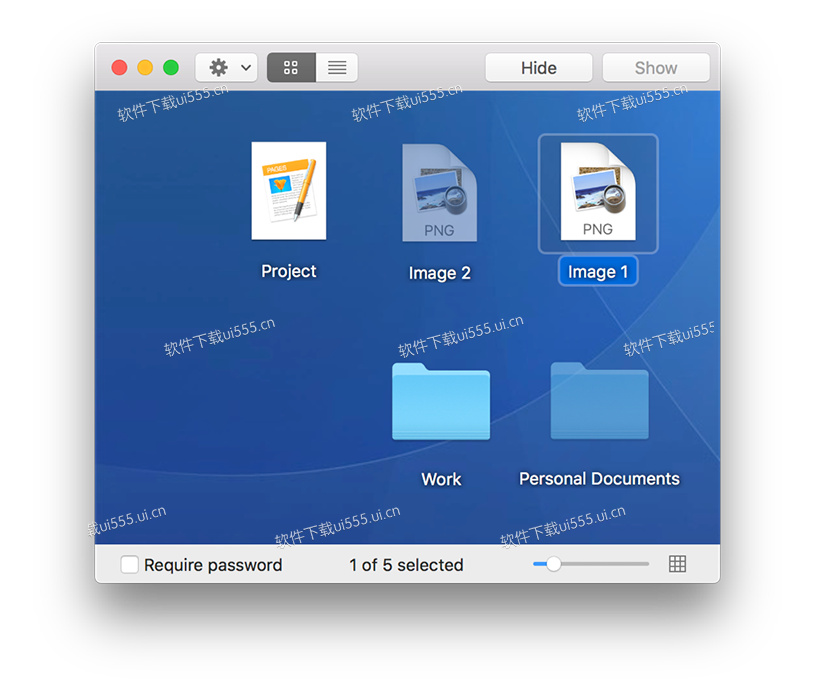 Hide
Show
软件下载ui555.cn
软件下载ui555.cn
软件下载ui555.cn
PAGES
PNG
PNG
Project
Image 2
Image 1
软件下载ui555.cn
软件下载ui555.ui.cn
软件下载ui555
Work
Personal Documents
载ui555.ui.cn
软件下载ui555.ui.cn
软件下载ui555.ui.cn
Require password
1 of 5 selected